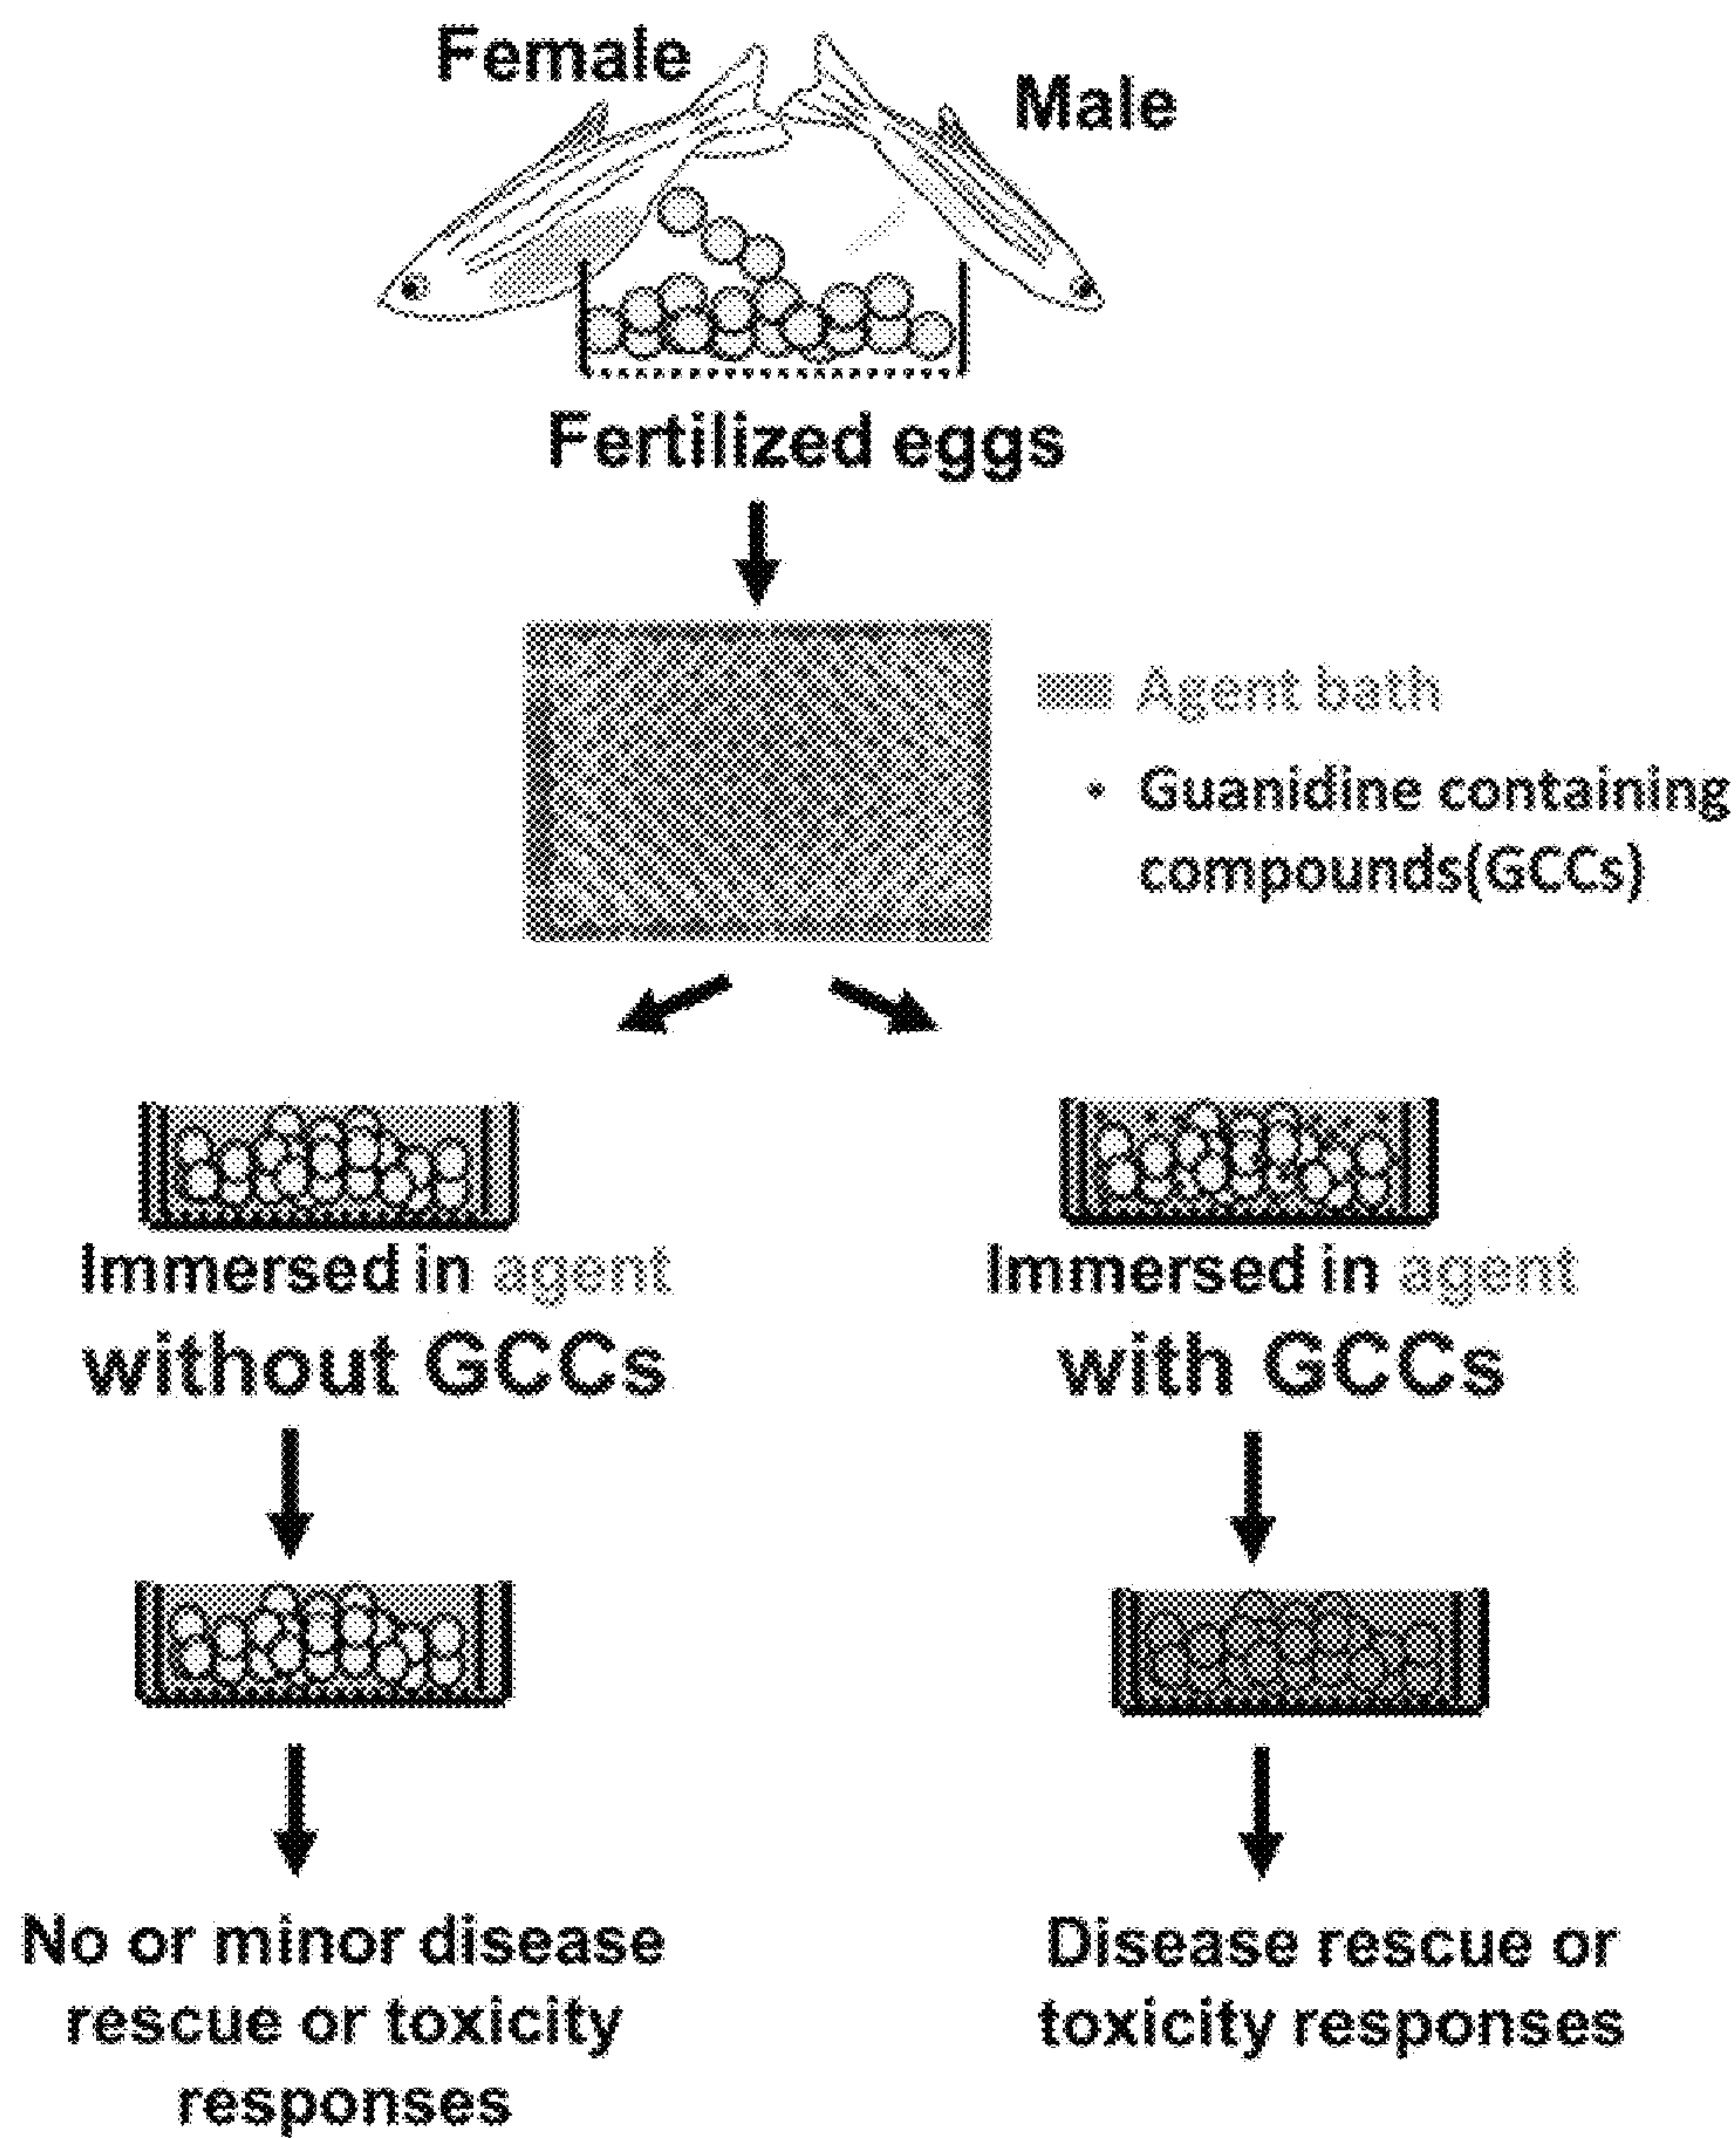 Female
Male
Fertilized eggs
Agent bath
Guanidine containing
compounds(GCCs)
Immersed in agent
without GCCs
Immersed in agent
with GCCs
No or minor disease
rescue or toxicity
responses
Disease rescue or
toxicity responses